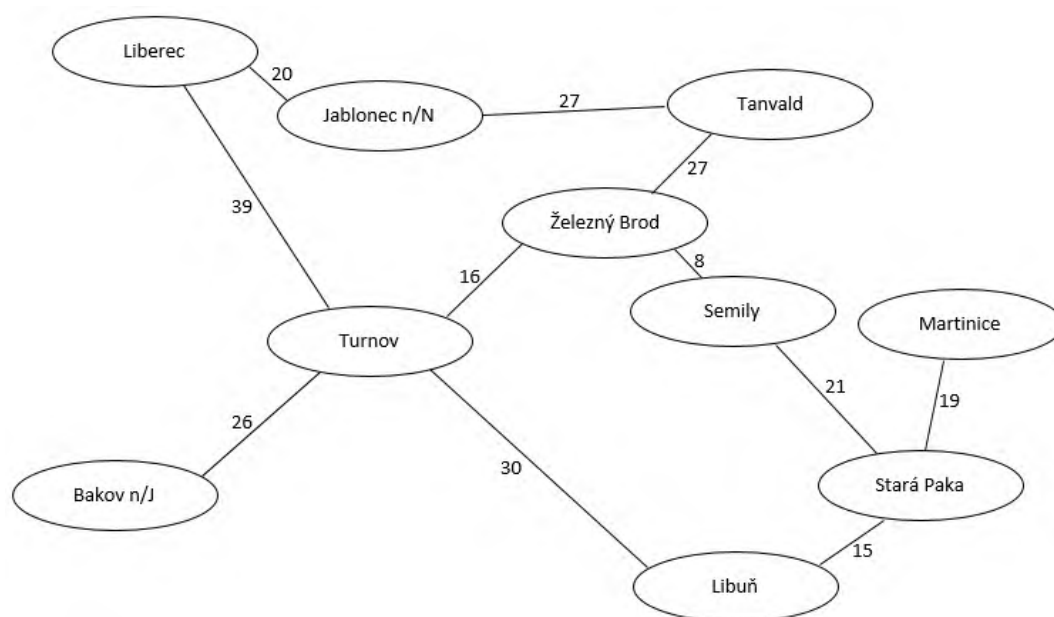 Liberec
20
Jablonec n/N
27
Tanvald
27
39
Železný Brod
16
8
Semily
Martinice
Turnov
21
19
26
30
Bakov n/J
Stará Paka
15
Libuň